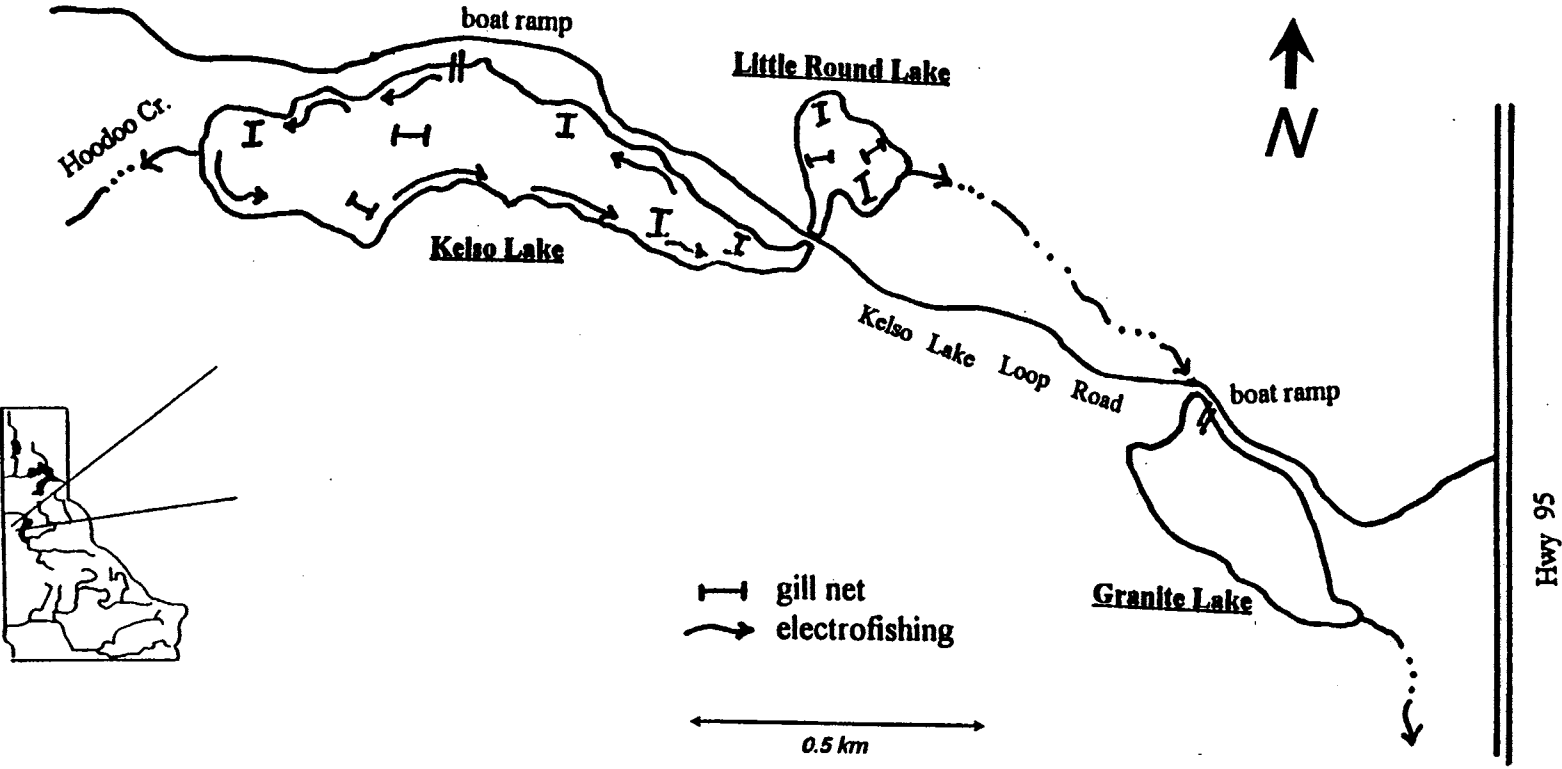 boat ramp
Little Round Lake
N
Hoodoo Cr.
Kelso Lake
Kelso Lake Loop Road
boat ramp
Hwy 95
Granite Lake
gill net
electrofishing
0.5 km